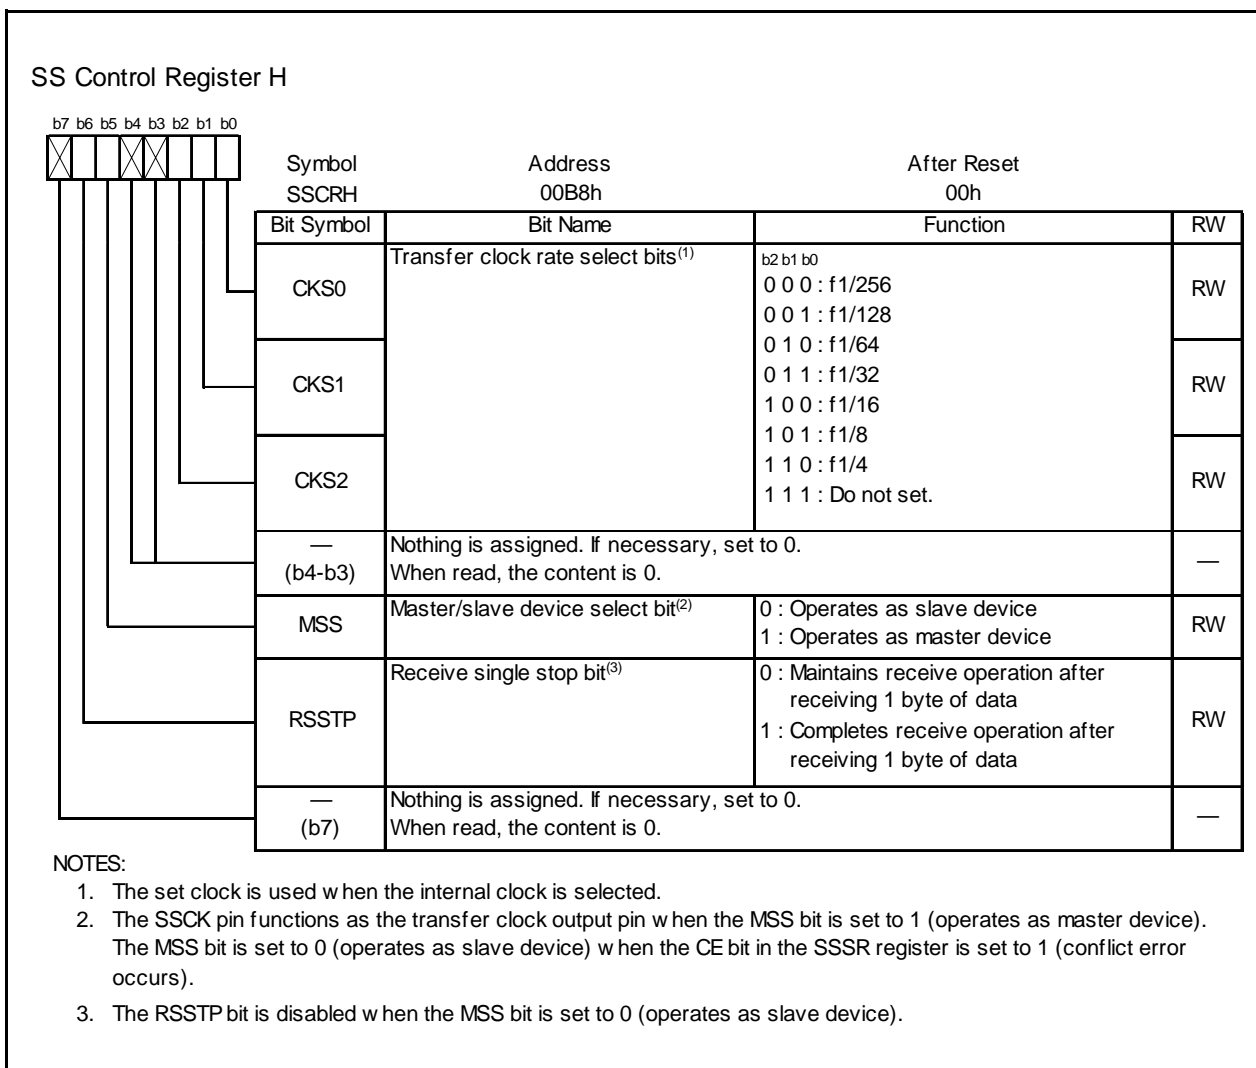 SS Control Register H
b7 b6 b5 b4 b3 b2 b1 b0
Symbol Address After Reset
SSCRH 00B8h 00h
Bit Symbol Bit Name Function RW
CKS0 Transfer clock rate select bits(1) b2 b1 b0 RW
0 0 0 : f1/256
0 0 1 : f1/128
0 1 0 : f1/64
CKS1 0 1 1 : f1/32 RW
1 0 0 : f1/16
1 0 1 : f1/8
CKS2 1 1 0 : f1/4 RW
1 1 1 : Do not set.
— Nothing is assigned. If necessary, set to 0. —
(b4-b3) When read, the content is 0.
MSS Master/slave device select bit(2) 0 : Operates as slave device RW
1 : Operates as master device
RSSTP Receive single stop bit(3) 0 : Maintains receive operation after RW
receiving 1 byte of data
1 : Completes receive operation after
receiving 1 byte of data
— Nothing is assigned. If necessary, set to 0. —
(b7) When read, the content is 0.
NOTES:
1. The set clock is used when the internal clock is selected.
2. The SSCK pin functions as the transfer clock output pin when the MSS bit is set to 1 (operates as master device).
The MSS bit is set to 0 (operates as slave device) when the CE bit in the SSSR register is set to 1 (conflict error
occurs).
3. The RSSTP bit is disabled when the MSS bit is set to 0 (operates as slave device).